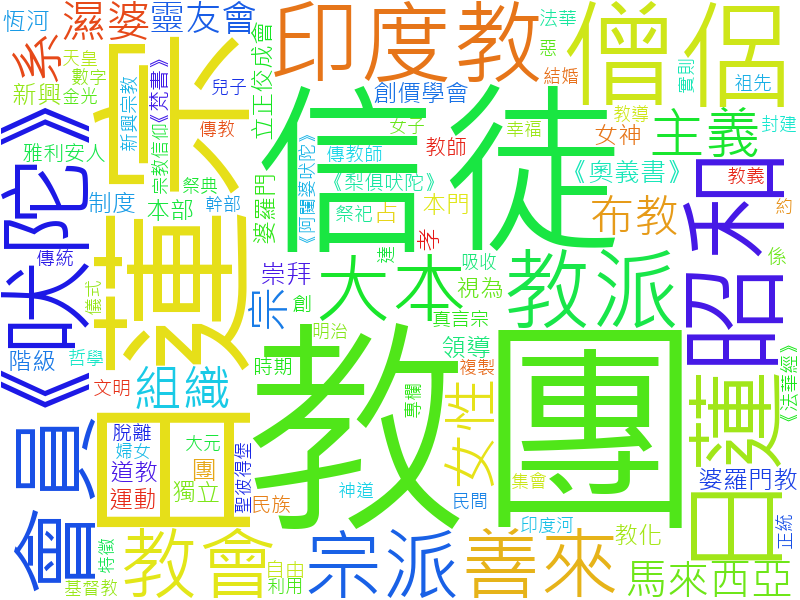 恆河
濕婆
靈友會
法華
天皇
數字
系
惡
結婚
實則
祖先
新興
金光
《梵書》
兒子
立正佼成會
印度教
創價學會
僧侶
新興宗教
傳教
女子
幸福
教導
封建
雅利安人
宗教信仰
《阿闥婆吠陀》
傳教師
教師
女神
主義
日蓮宗
信徒
制度
祭典
本部
幹部
婆羅門
《梨俱吠陀》
祭祀
占
本門
《奧義書》
教義
布教
約
昭和
《吠陀》
傳統
連
孝
吸收
係
崇拜
大本
視為
教派
儀式
宗
創
明治
真言宗
階級
哲學
時期
領導
複製
文明
組織
專欄
女性
教團
日蓮
《法華經》
脫離
婦女
大元
團
道教
獨立
運動
聖彼得堡
會員
民族
神道
民間
集會
婆羅門教
印度河
教化
正統
特徵
教會
自由
利用
宗派
善來
馬來西亞
基督教